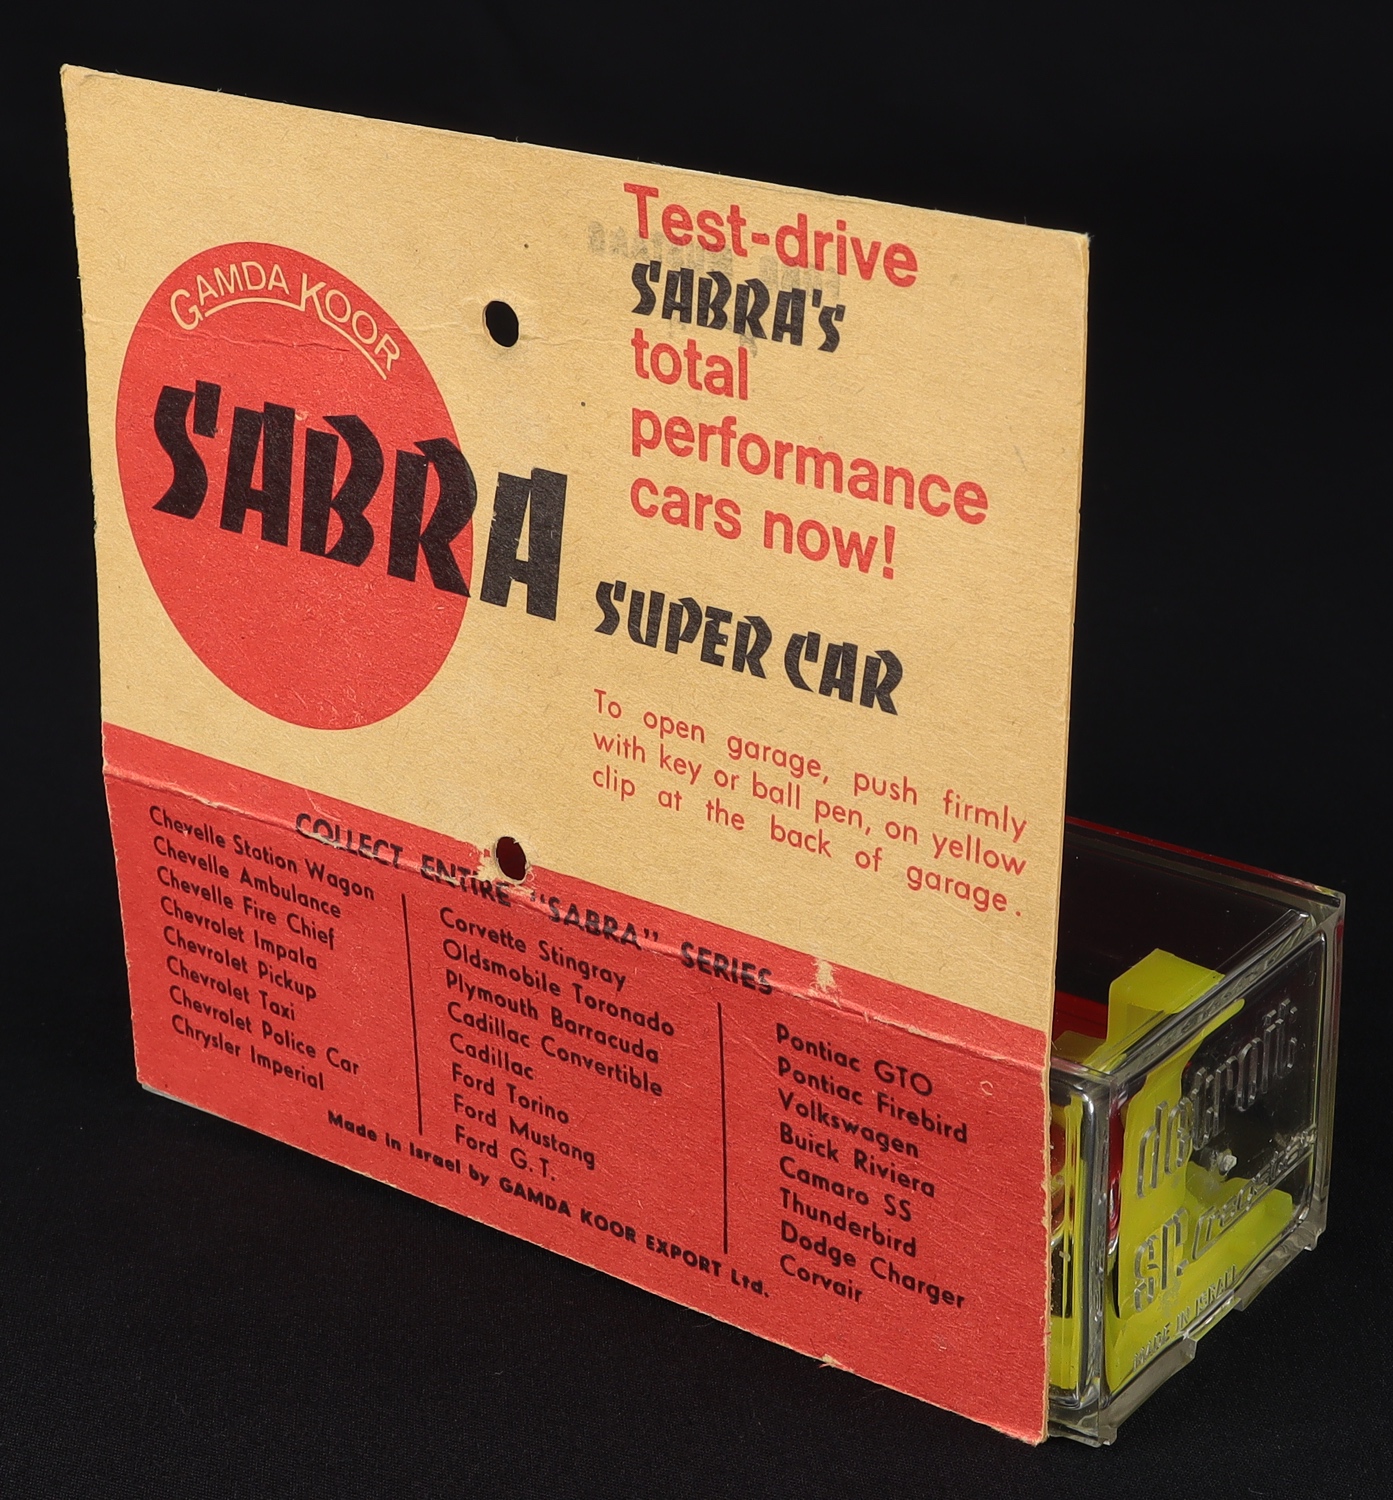 GAMDA KOOR
SABRA
Test-drive
SABRA'S
total
performance
cars now!
SUPER CAR
To open garage, push firmly
with key or ball pen, on yellow
clip at the back of garage.
COLLECT ENTIRE "SABRA" SERIES
Chevelle Station Wagon
Chevelle Ambulance
Chevelle Fire Chief
Chevrolet Impala
Chevrolet Pickup
Chevrolet Taxi
Chevrolet Police Car
Chrysler Imperial
Corvette Stingray
Oldsmobile Toronado
Plymouth Barracuda
Cadillac Convertible
Cadillac
Ford Torino
Ford Mustang
Ford G.T.
Pontiac GTO
Pontiac Firebird
Volkswagen
Buick Riviera
Camaro SS
Thunderbird
Dodge Charger
Corvair
Made in Israel by GAMDA KOOR EXPORT Ltd.
MADE IN ISRAEL